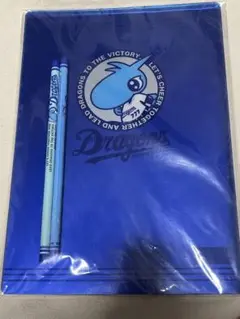 LET'S CHEER TOGETHER AND LEAD DRAGONS TO THE VICTORY
Dragons